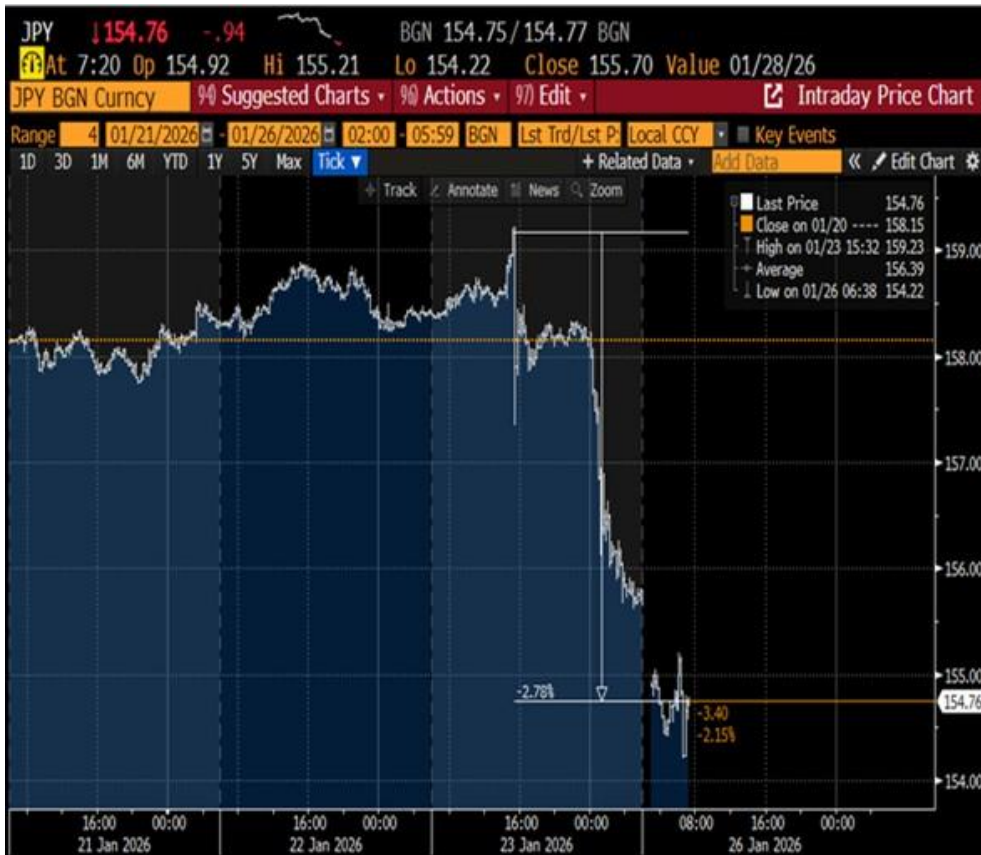 JPY ↓154.76 -.94 BGN 154.75/154.77 BGN
At 7:20 Op 154.92 Hi 155.21 Lo 154.22 Close 155.70 Value 01/28/26
JPY BGN Curncy 94) Suggested Charts 96) Actions 97) Edit Intraday Price Chart
Range 4 01/21/2026 - 01/26/2026 02:00 - 05:59 BGN Lst Trd/Lst P: Local CCY Key Events
1D 3D 1M 6M YTD 1Y 5Y Max Tick ▼ + Related Data Add Data « Edit Chart
Track Annotate News Zoom
Last Price 154.76
Close on 01/20 ---- 158.15
High on 01/23 15:32 159.23
Average 156.39
Low on 01/26 06:38 154.22
159.00
158.00
157.00
156.00
155.00
-2.78%
154.76
-3.40
-2.15%
154.00
16:00 00:00 16:00 00:00 16:00 00:00 08:00 16:00 00:00
21 Jan 2026 22 Jan 2026 23 Jan 2026 26 Jan 2026